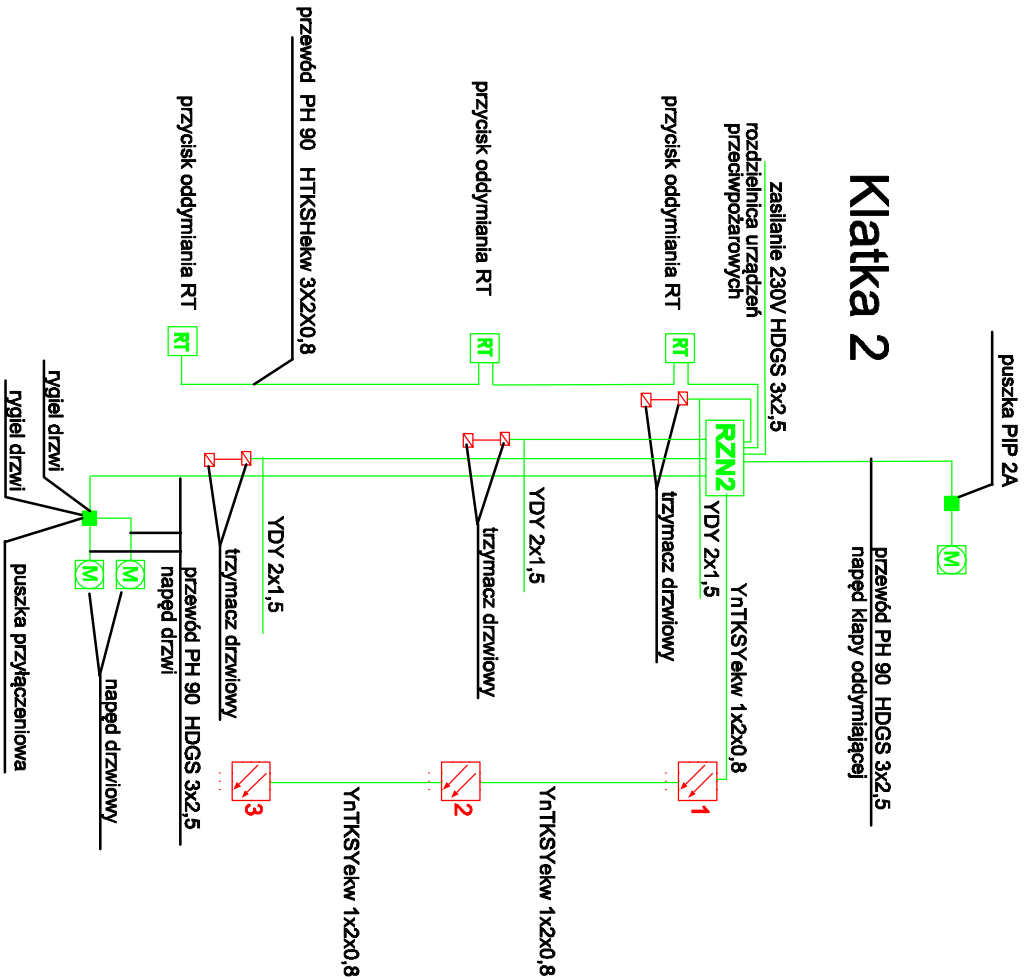 Klatka 2
puszka PIP 2A
M
przewód PH 90 HDGS 3x2,5
napęd klapy oddymiającej
zasilanie 230V HDGS 3x2,5
rozdzielnica urządzeń
przeciwpożarowych
RZN2
przycisk oddymiania RT
RT
trzymacz drzwiowy
YDY 2x1,5
YnTKSYekw 1x2x0,8
1
przycisk oddymiania RT
RT
trzymacz drzwiowy
YDY 2x1,5
YnTKSYekw 1x2x0,8
2
przewód PH 90 HTKSHekw 3X2X0,8
przycisk oddymiania RT
RT
trzymacz drzwiowy
YDY 2x1,5
YnTKSYekw 1x2x0,8
3
przewód PH 90 HDGS 3x2,5
napęd drzwi
M
M
napęd drzwiowy
rygiel drzwi
rygiel drzwi
puszka przyłączeniowa